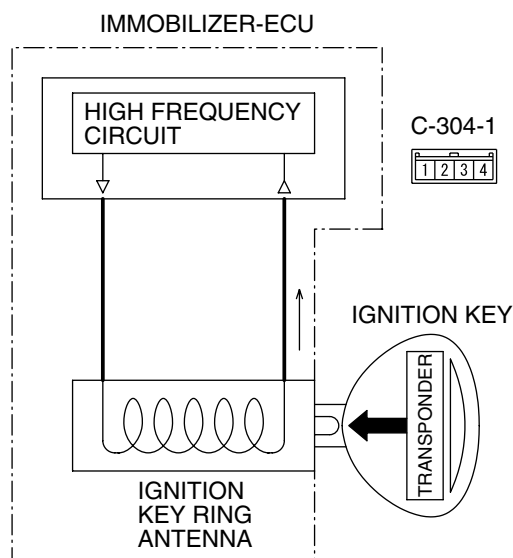 IMMOBILIZER-ECU
HIGH FREQUENCY
CIRCUIT
C-304-1
1 2 3 4
IGNITION KEY
TRANSPONDER
IGNITION
KEY RING
ANTENNA